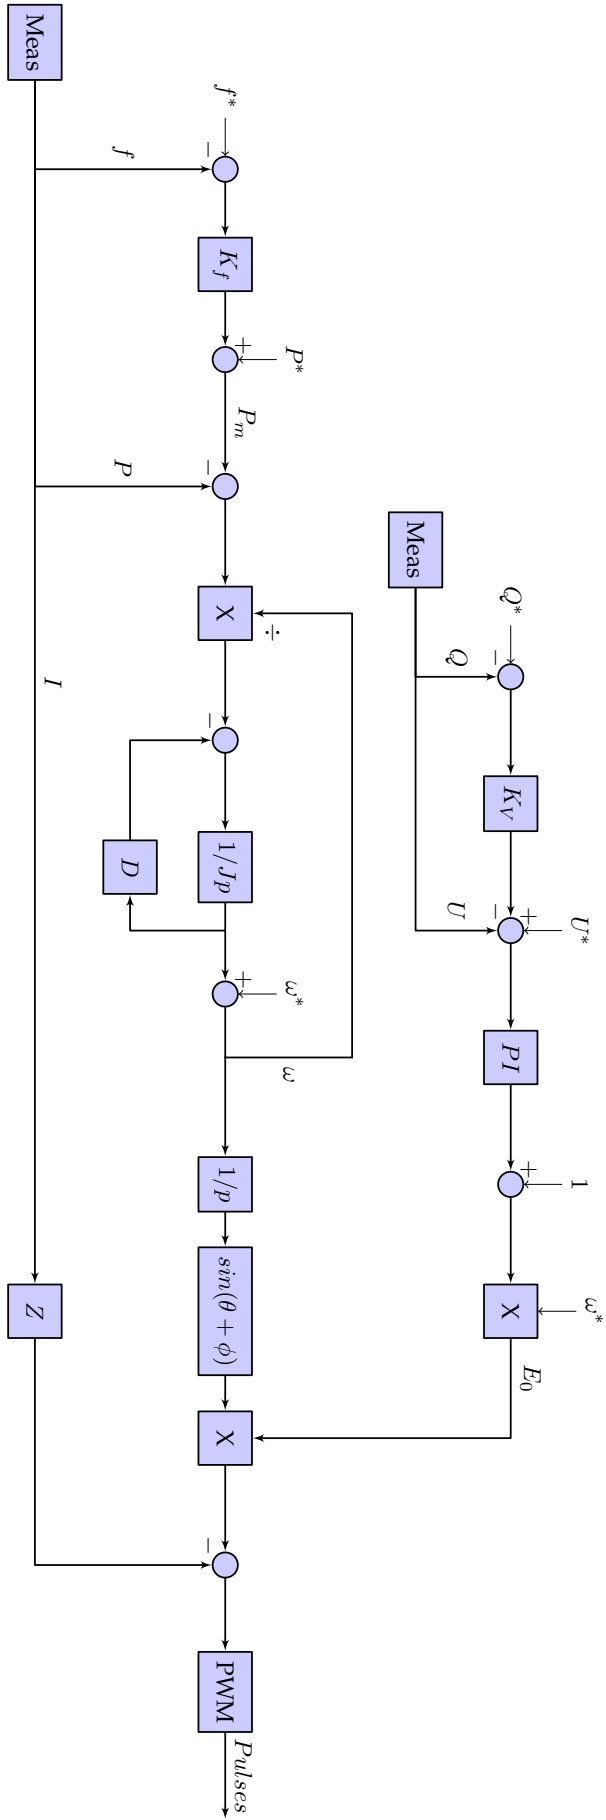 Meas
Q*
−
Q
K_V
U*
+
−
U
PI
1
+
ω*
X
E_0
Meas
f*
−
f
K_f
P*
+
P_m
−
P
X
÷
−
1/Jp
D
ω*
+
ω
1/p
sin(θ + ϕ)
X
−
PWM
Pulses
I
Z